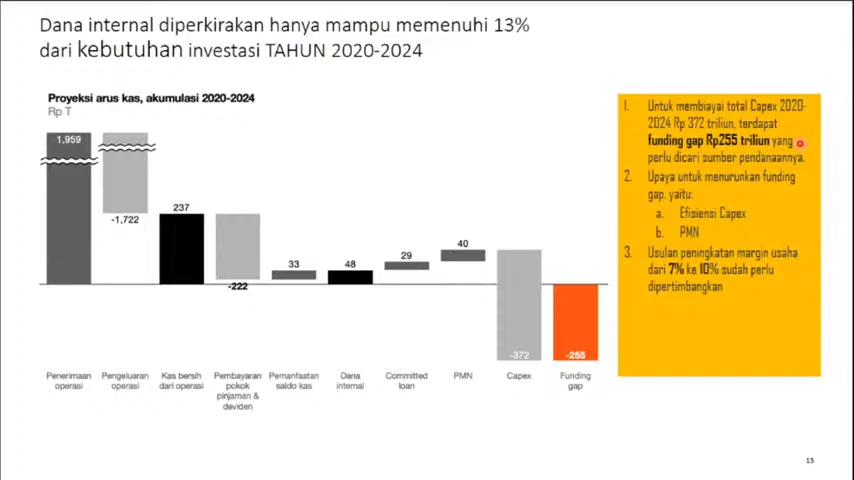 Dana internal diperkirakan hanya mampu memenuhi 13%
dari kebutuhan investasi TAHUN 2020-2024
Proyeksi arus kas, akumulasi 2020-2024
Rp T
1,959
-1,722
237
-222
33
48
29
40
-372
-255
Penerimaan operasi
Pengeluaran operasi
Kas bersih dari operasi
Pembayaran pokok pinjaman & deviden
Pemanfaatan saldo kas
Dana internal
Committed loan
PMN
Capex
Funding gap
1. Untuk membiayai total Capex 2020-
2024 Rp 372 triliun, terdapat
funding gap Rp255 triliun yang
perlu dicari sumber pendanaannya.
2. Upaya untuk menurunkan funding
gap, yaitu:
a. Efisiensi Capex
b. PMN
3. Usulan peningkatan margin usaha
dari 7% ke 10% sudah perlu
dipertimbangkan
13